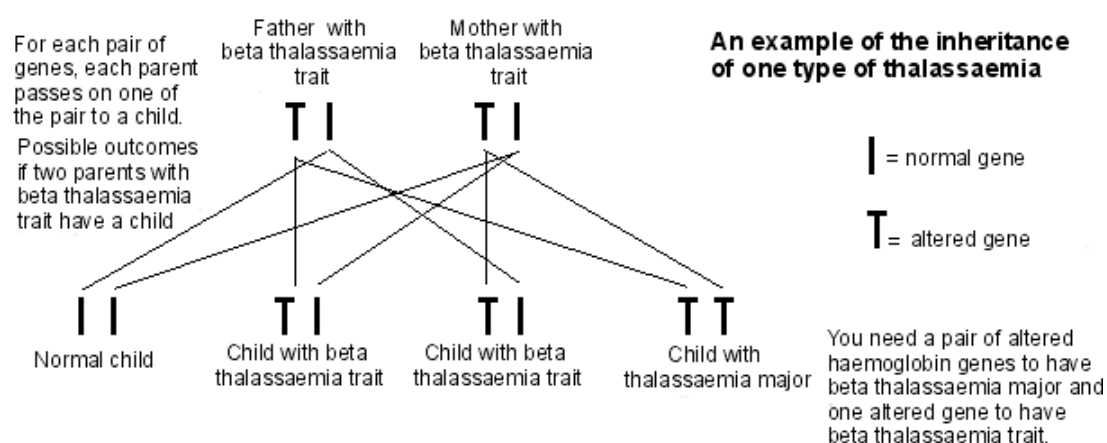 For each pair of
genes, each parent
passes on one of
the pair to a child.
Possible outcomes
if two parents with
beta thalassaemia
trait have a child
Father with
beta thalassaemia
trait
T I
Mother with
beta thalassaemia
trait
T I
An example of the inheritance
of one type of thalassaemia
I = normal gene
T = altered gene
I I
Normal child
T I
Child with beta
thalassaemia trait
T I
Child with beta
thalassaemia trait
T T
Child with
thalassaemia major
You need a pair of altered
haemoglobin genes to have
beta thalassaemia major and
one altered gene to have
beta thalassaemia trait.